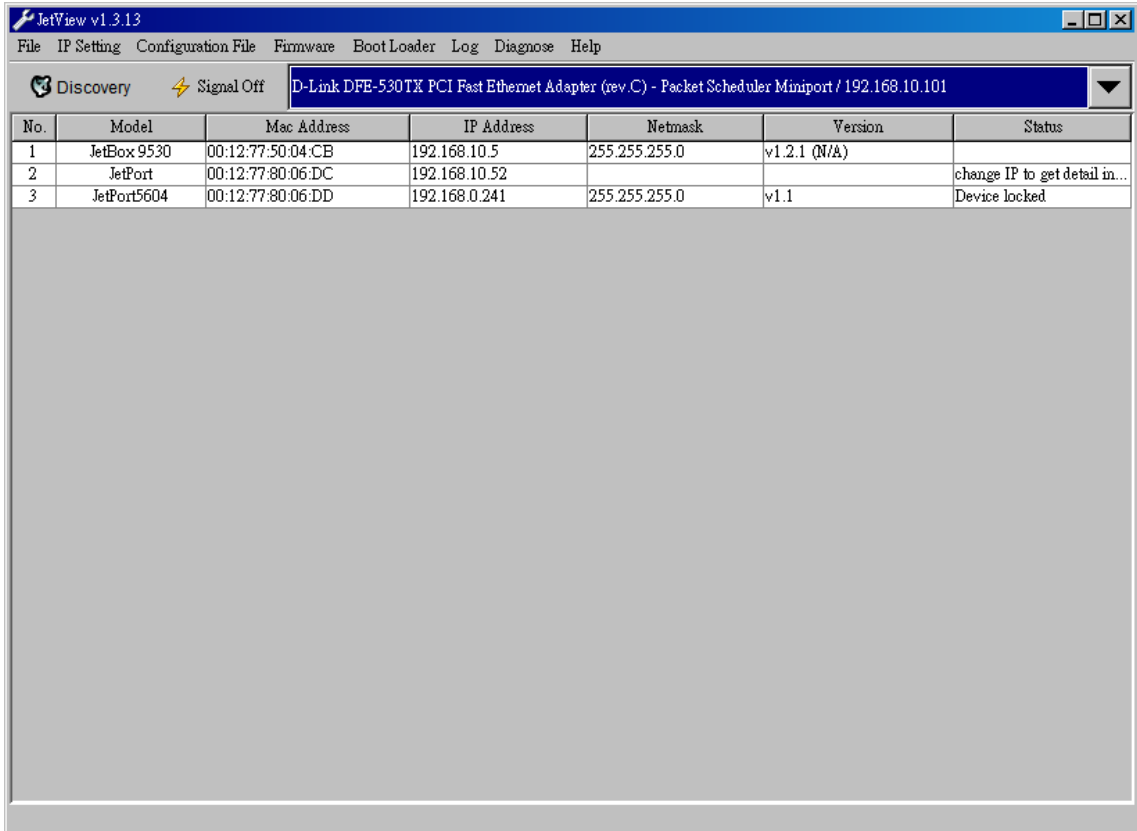 JetView v1.3.13
File IP Setting Configuration File Firmware Boot Loader Log Diagnose Help
Discovery Signal Off D-Link DFE-530TX PCI Fast Ethernet Adapter (rev.C) - Packet Scheduler Miniport / 192.168.10.101
No. Model Mac Address IP Address Netmask Version Status
1 JetBox 9530 00:12:77:50:04:CB 192.168.10.5 255.255.255.0 v1.2.1 (N/A)
2 JetPort 00:12:77:80:06:DC 192.168.10.52 change IP to get detail in...
3 JetPort5604 00:12:77:80:06:DD 192.168.0.241 255.255.255.0 v1.1 Device locked